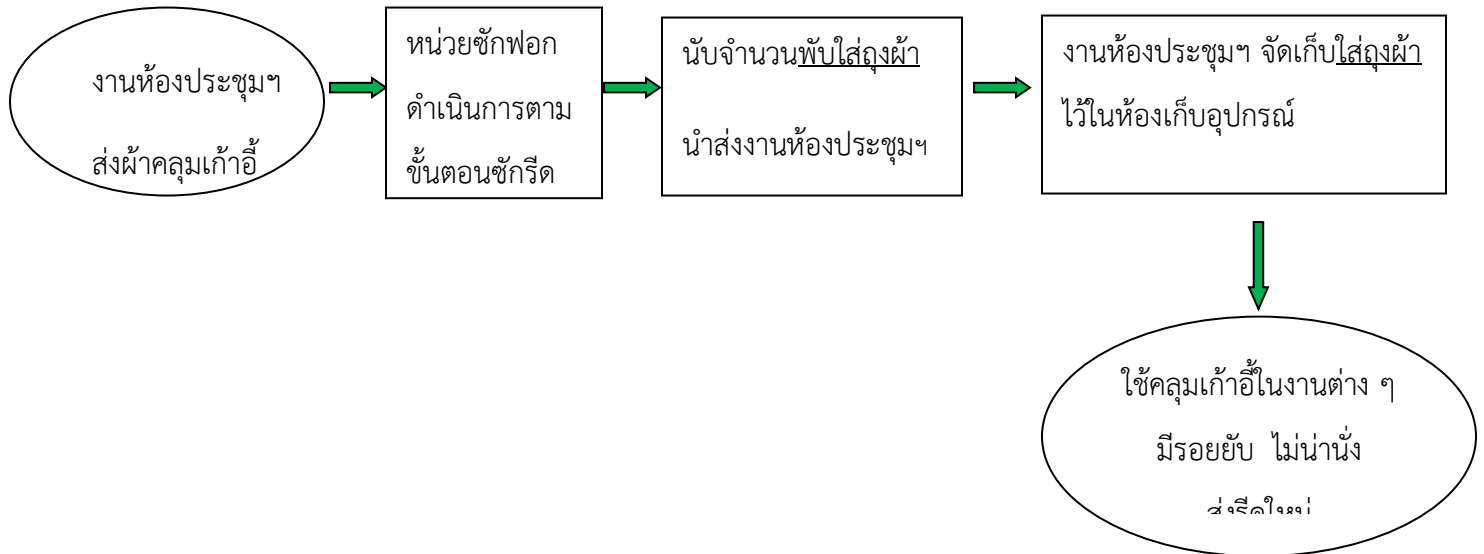 งานห้องประชุมฯ
ส่งผ้าคลุมเก้าอี้
หน่วยซักฟอก
ดำเนินการตาม
ขั้นตอนซักรีด
นับจำนวนพับใส่ถุงผ้า
นำส่งงานห้องประชุมฯ
งานห้องประชุมฯ จัดเก็บใส่ถุงผ้า
ไว้ในห้องเก็บอุปกรณ์
ใช้คลุมเก้าอี้ในงานต่าง ๆ
มีรอยยับ ไม่น่านั่ง
ส่งรีดใหม่